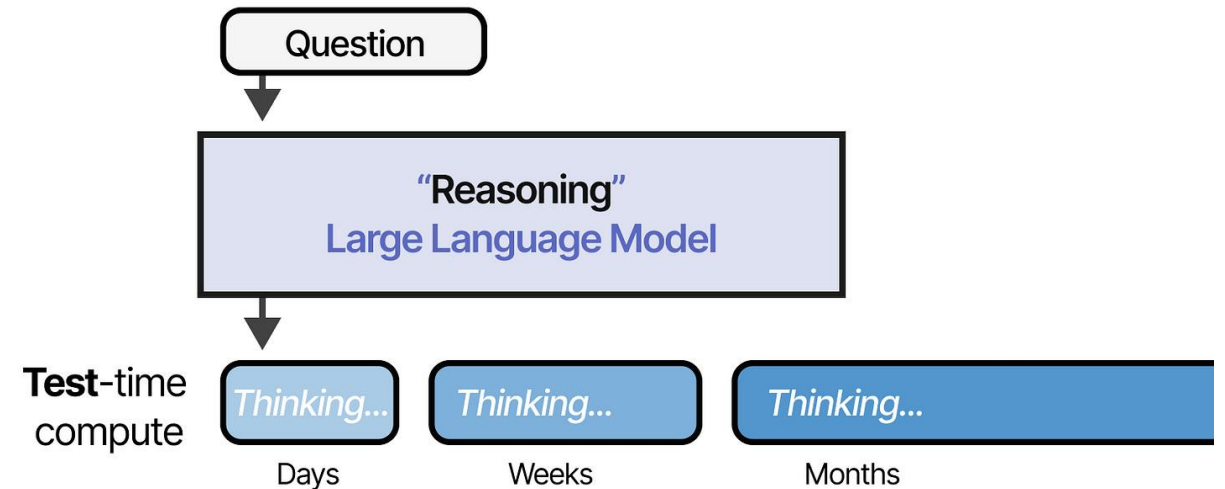 Question
“Reasoning”
Large Language Model
Test-time
compute
Thinking...
Thinking...
Thinking...
Days
Weeks
Months